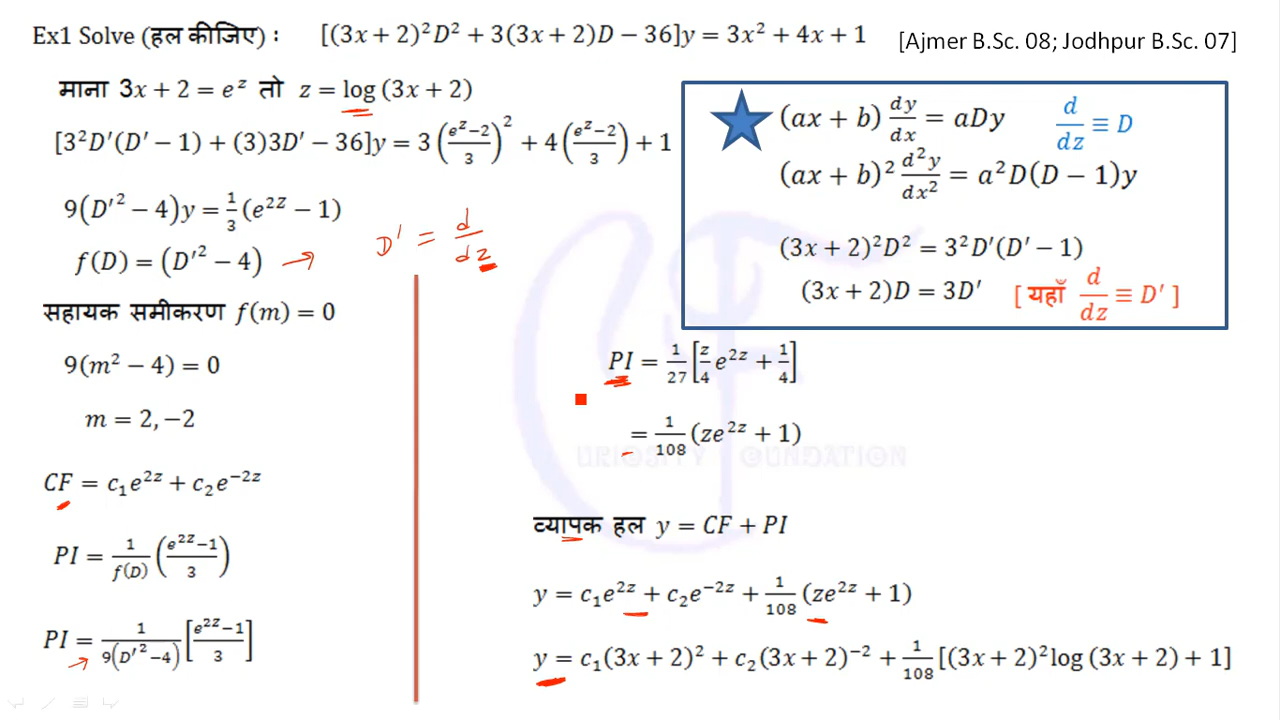 Ex1 Solve (हल कीजिए) : [(3x + 2)²D² + 3(3x + 2)D − 36]y = 3x² + 4x + 1 [Ajmer B.Sc. 08; Jodhpur B.Sc. 07]
माना 3x + 2 = e^z तो z = log (3x + 2)
[3²D′(D′ − 1) + (3)3D′ − 36]y = 3((e^z−2)/3)² + 4((e^z−2)/3) + 1
9(D′² − 4)y = 1/3 (e^2Z − 1)
f(D) = (D′² − 4) →
D′ = d/dz
सहायक समीकरण f(m) = 0
9(m² − 4) = 0
m = 2, −2
CF = c₁e^2z + c₂e^−2z
PI = 1/f(D) ((e^2Z−1)/3)
PI = 1/(9(D′²−4)) [(e^2Z−1)/3]
(ax + b) dy/dx = aDy d/dz ≡ D
(ax + b)² d²y/dx² = a²D(D − 1)y
(3x + 2)²D² = 3²D′(D′ − 1)
(3x + 2)D = 3D′ [ यहाँ d/dz ≡ D′ ]
PI = 1/27 [z/4 e^2z + 1/4]
= 1/108 (ze^2z + 1)
URIOSITY OUNDATION
व्यापक हल y = CF + PI
y = c₁e^2z + c₂e^−2z + 1/108 (ze^2z + 1)
y = c₁(3x + 2)² + c₂(3x + 2)^−2 + 1/108 [(3x + 2)²log (3x + 2) + 1]